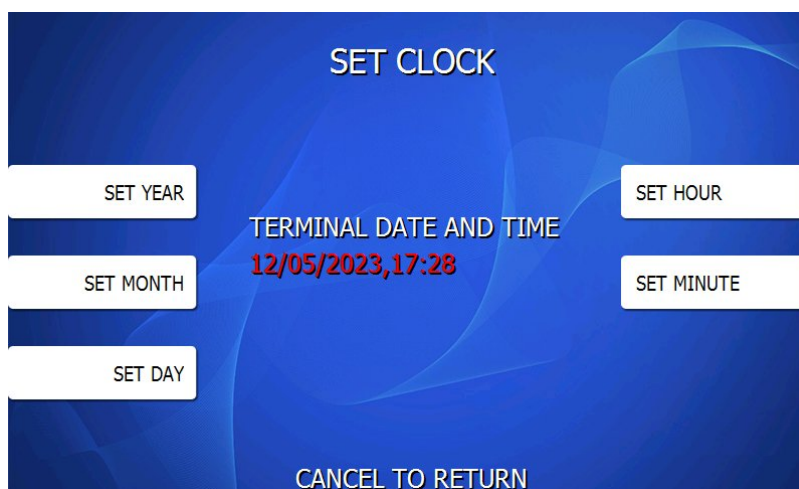 SET CLOCK
SET YEAR
SET HOUR
TERMINAL DATE AND TIME
12/05/2023,17:28
SET MONTH
SET MINUTE
SET DAY
CANCEL TO RETURN